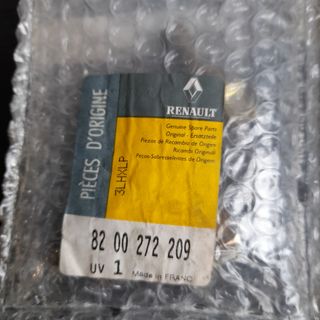 PIÈCES D'ORIGINE
RENAULT
Genuine Spare Parts
Original - Ersatzteile
Piezas de Recambio de Origen
Ricambi Originali
Peças-Sobresselentes de Origem
3LHXLP
82 00 272 209
UV 1 Made in FRANC